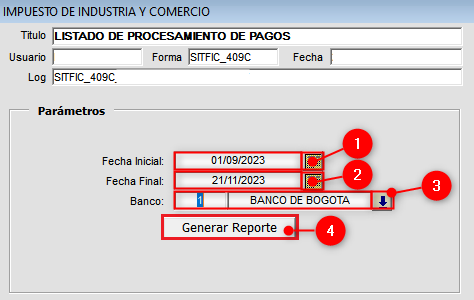 IMPUESTO DE INDUSTRIA Y COMERCIO
Titulo LISTADO DE PROCESAMIENTO DE PAGOS
Usuario Forma SITFIC_409C Fecha
Log SITFIC_409C
Parámetros
Fecha Inicial: 01/09/2023 1
Fecha Final: 21/11/2023 2
Banco: 1 BANCO DE BOGOTA 3
Generar Reporte 4